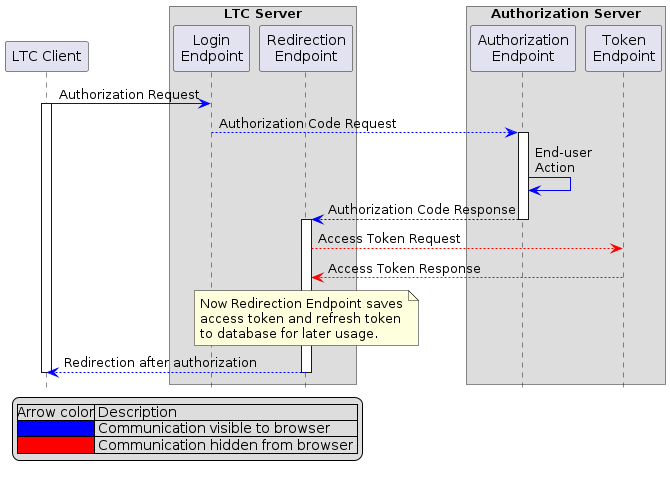 LTC Server
Authorization Server
LTC Client
Login
Endpoint
Redirection
Endpoint
Authorization
Endpoint
Token
Endpoint
Authorization Request
Authorization Code Request
End-user
Action
Authorization Code Response
Access Token Request
Access Token Response
Now Redirection Endpoint saves
access token and refresh token
to database for later usage.
Redirection after authorization
Arrow color Description
Communication visible to browser
Communication hidden from browser